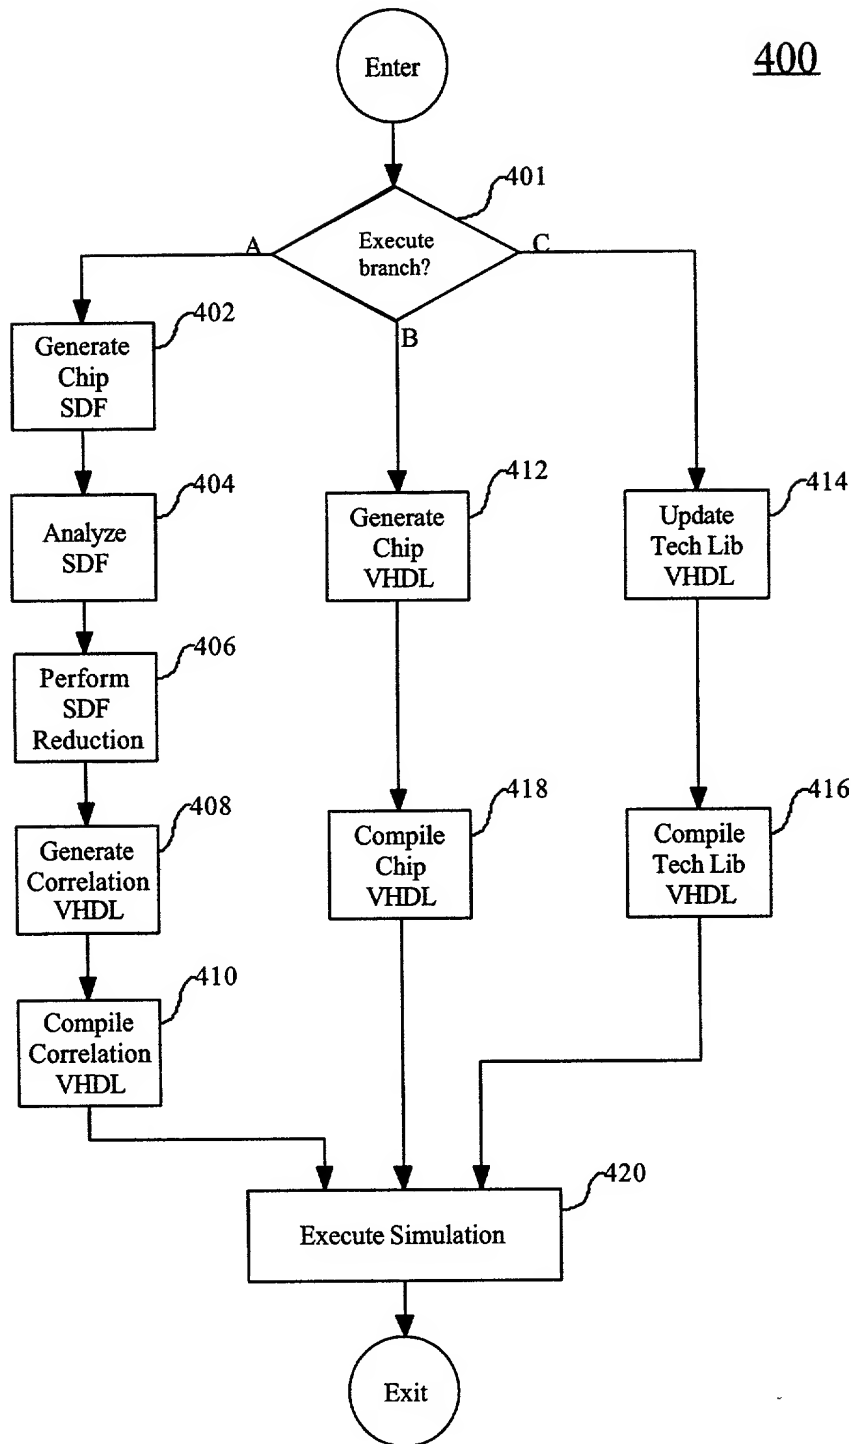 Enter
400
401
A
Execute
branch?
C
B
402
Generate
Chip
SDF
404
Analyze
SDF
412
Generate
Chip
VHDL
414
Update
Tech Lib
VHDL
406
Perform
SDF
Reduction
408
Generate
Correlation
VHDL
418
Compile
Chip
VHDL
416
Compile
Tech Lib
VHDL
410
Compile
Correlation
VHDL
420
Execute Simulation
Exit